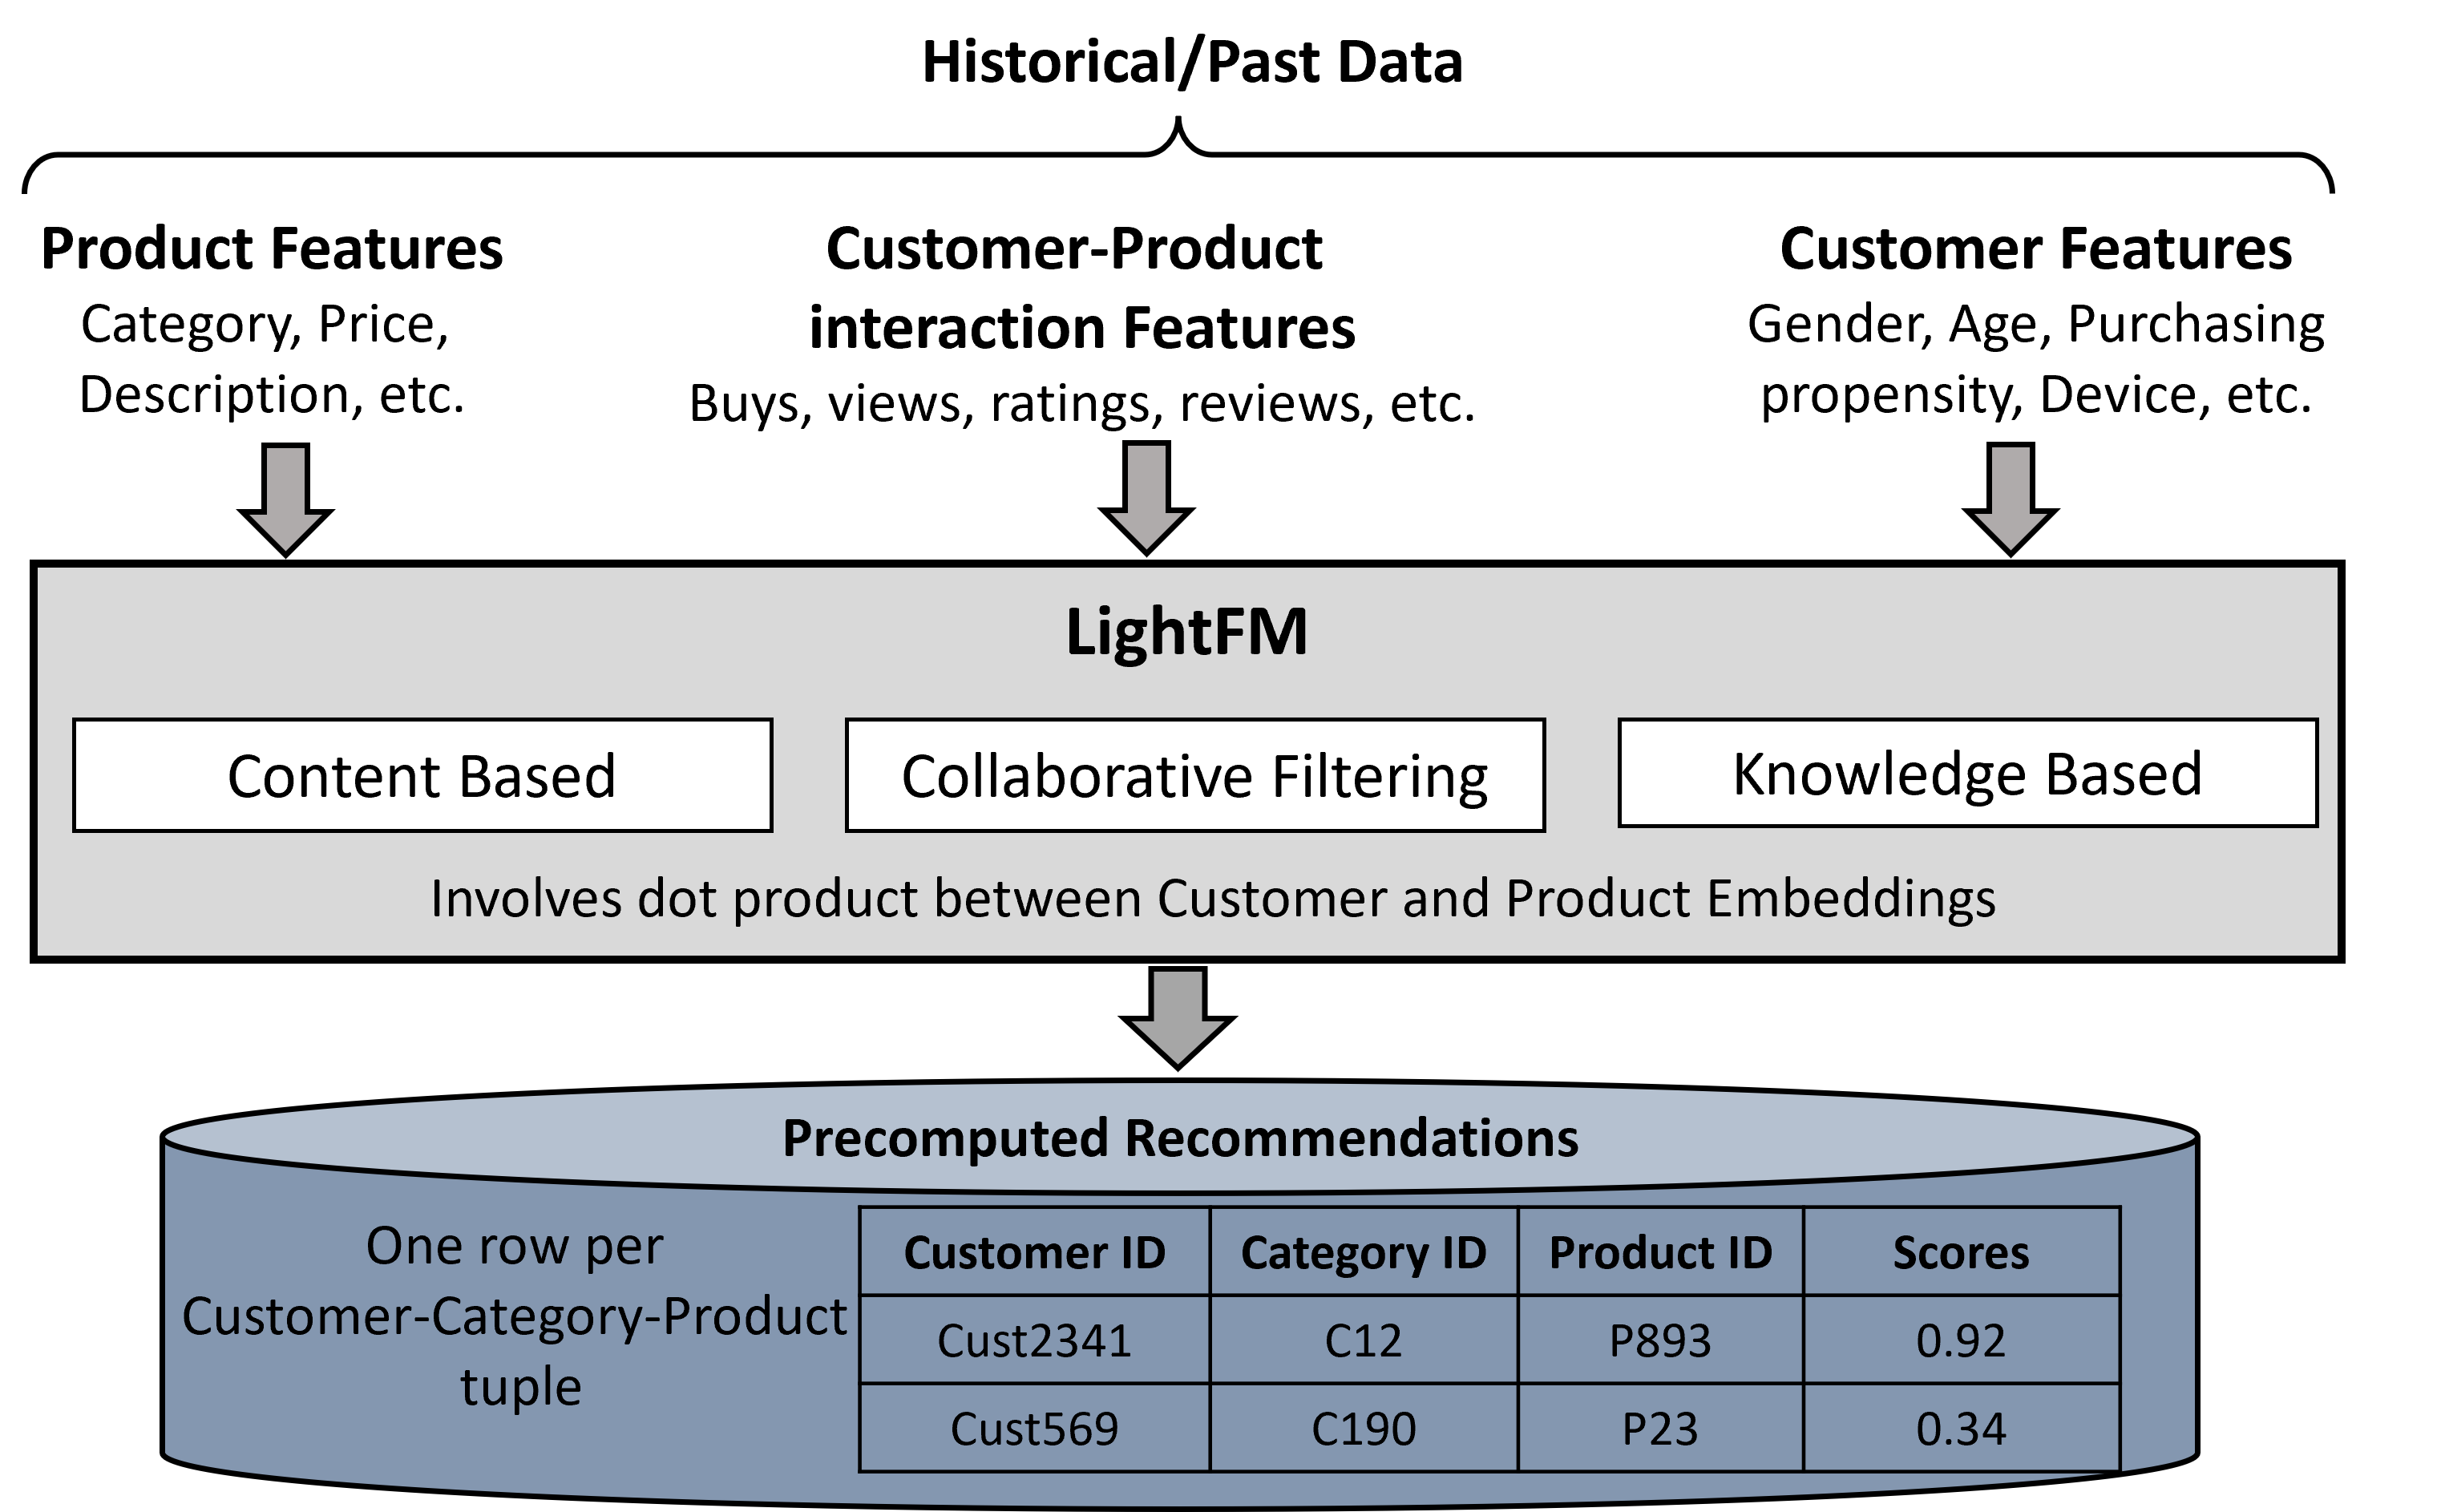 Historical/Past Data
Product Features
Category, Price,
Description, etc.
Customer-Product
interaction Features
Buys, views, ratings, reviews, etc.
Customer Features
Gender, Age, Purchasing
propensity, Device, etc.
LightFM
Content Based
Collaborative Filtering
Knowledge Based
Involves dot product between Customer and Product Embeddings
Precomputed Recommendations
One row per
Customer-Category-Product
tuple
Customer ID Category ID Product ID Scores
Cust2341 C12 P893 0.92
Cust569 C190 P23 0.34